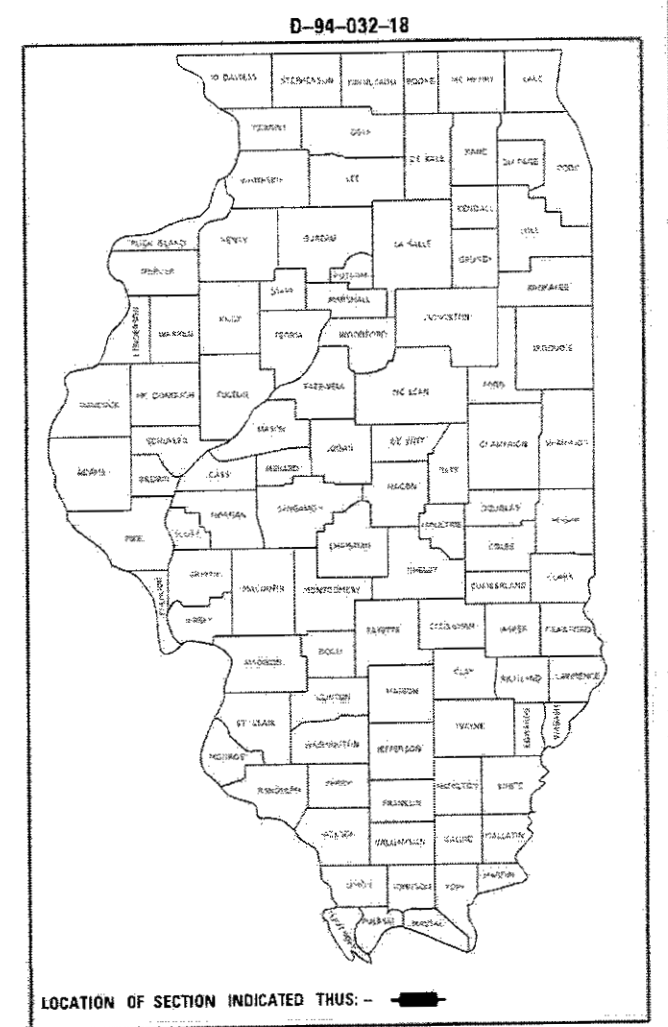 D-94-032-18
JO DAVIESS STEPHENSON WINNEBAGO BOONE MC HENRY LAKE
CARROLL OGLE
DE KALB KANE DU PAGE COOK
WHITESIDE LEE
KENDALL
ROCK ISLAND HENRY BUREAU LA SALLE WILL
MERCER PUTNAM GRUNDY
STARK MARSHALL KANKAKEE
HENDERSON WARREN KNOX PEORIA WOODFORD LIVINGSTON IROQUOIS
HANCOCK MC DONOUGH FULTON TAZEWELL MC LEAN FORD
SCHUYLER MASON LOGAN DE WITT CHAMPAIGN VERMILION
ADAMS BROWN CASS MENARD PIATT
MACON
MORGAN SANGAMON DOUGLAS
PIKE SCOTT CHRISTIAN MOULTRIE COLES EDGAR
CALHOUN GREENE MACOUPIN MONTGOMERY SHELBY CUMBERLAND CLARK
JERSEY FAYETTE EFFINGHAM JASPER CRAWFORD
MADISON BOND
CLAY RICHLAND LAWRENCE
CLINTON MARION
ST. CLAIR WAYNE EDWARDS WABASH
MONROE WASHINGTON JEFFERSON
RANDOLPH PERRY HAMILTON WHITE
FRANKLIN
JACKSON WILLIAMSON SALINE GALLATIN
UNION JOHNSON POPE HARDIN
PULASKI MASSAC
LOCATION OF SECTION INDICATED THUS: -